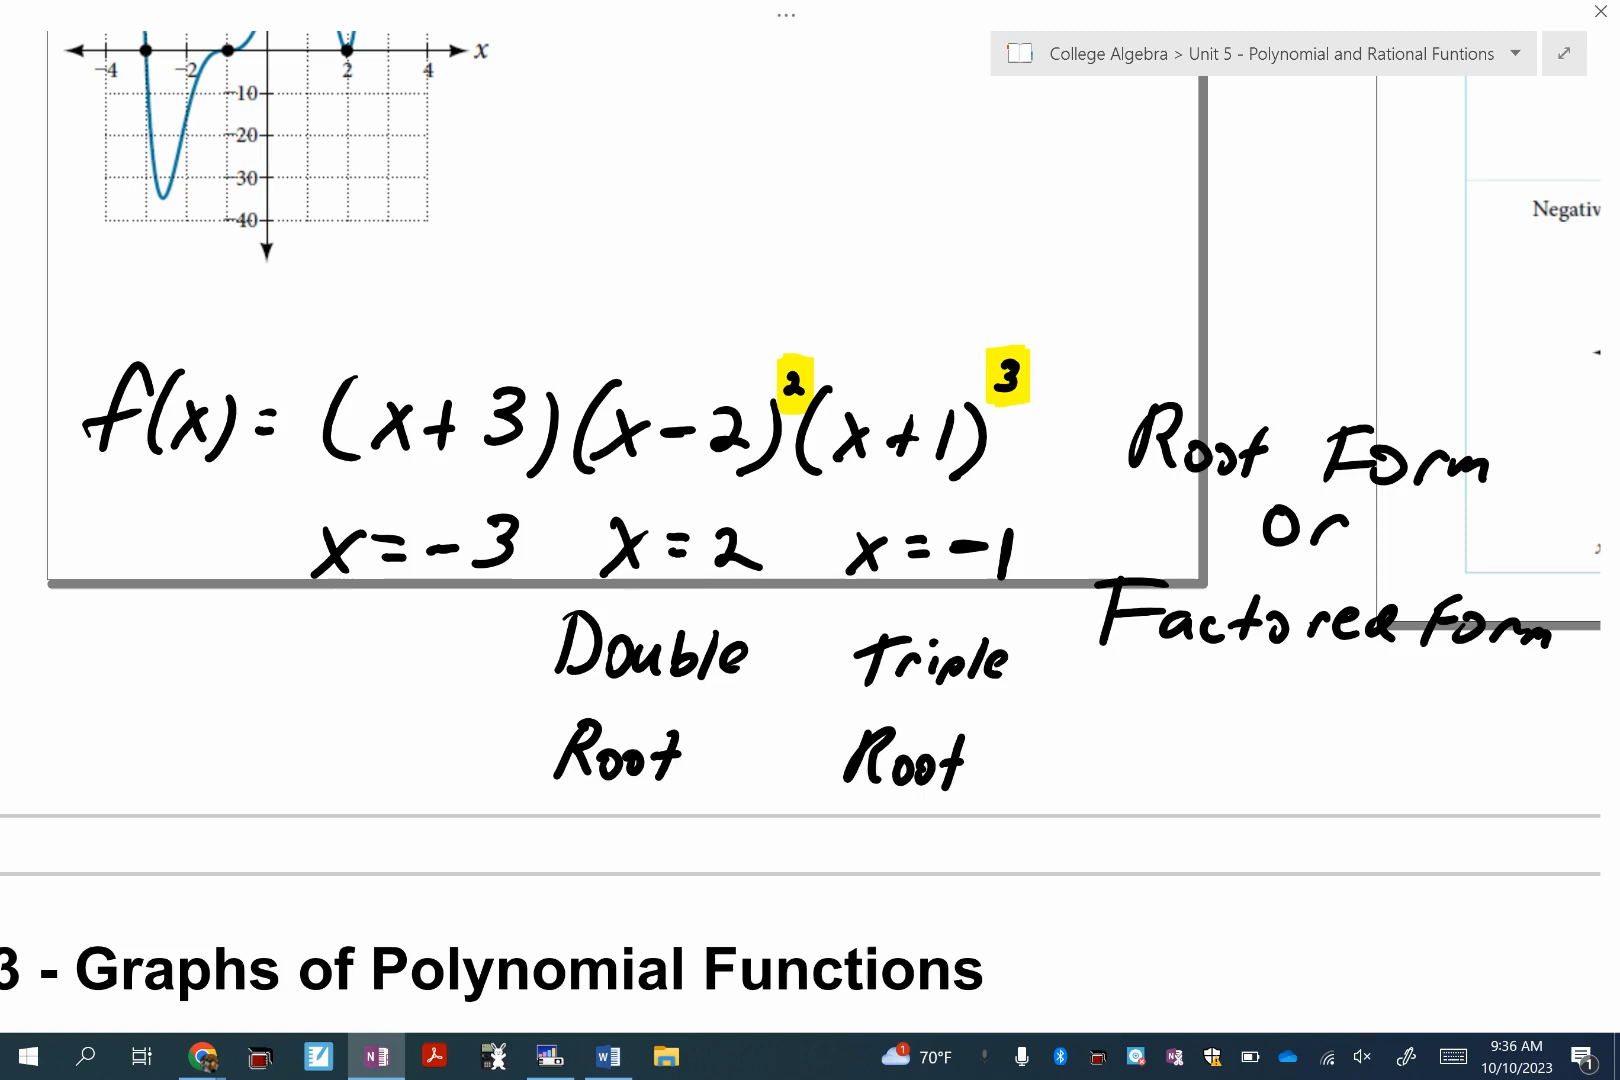 ...
x
College Algebra > Unit 5 - Polynomial and Rational Funtions
−4 −2 2 4
−10
−20
−30
−40
Negativ
f(x) = (x+3)(x-2)²(x+1)³
x=-3 x=2 x=-1
Double Triple
Root Root
Root Form
or
Factored form
3 - Graphs of Polynomial Functions
1
70°F
9:36 AM
10/10/2023
1